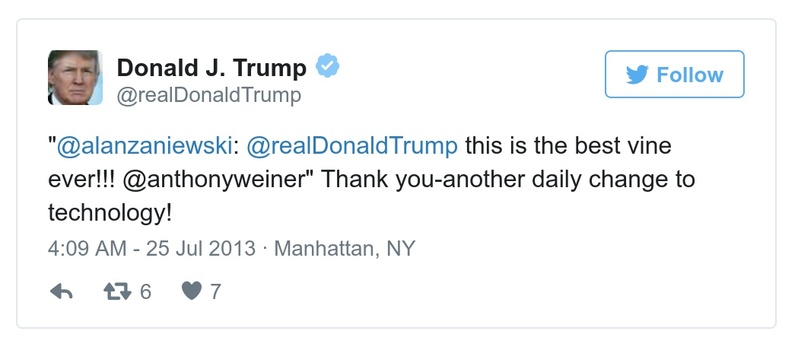 Donald J. Trump
@realDonaldTrump
Follow
"@alanzaniewski: @realDonaldTrump this is the best vine
ever!!! @anthonyweiner" Thank you-another daily change to
technology!
4:09 AM - 25 Jul 2013 · Manhattan, NY
6 7